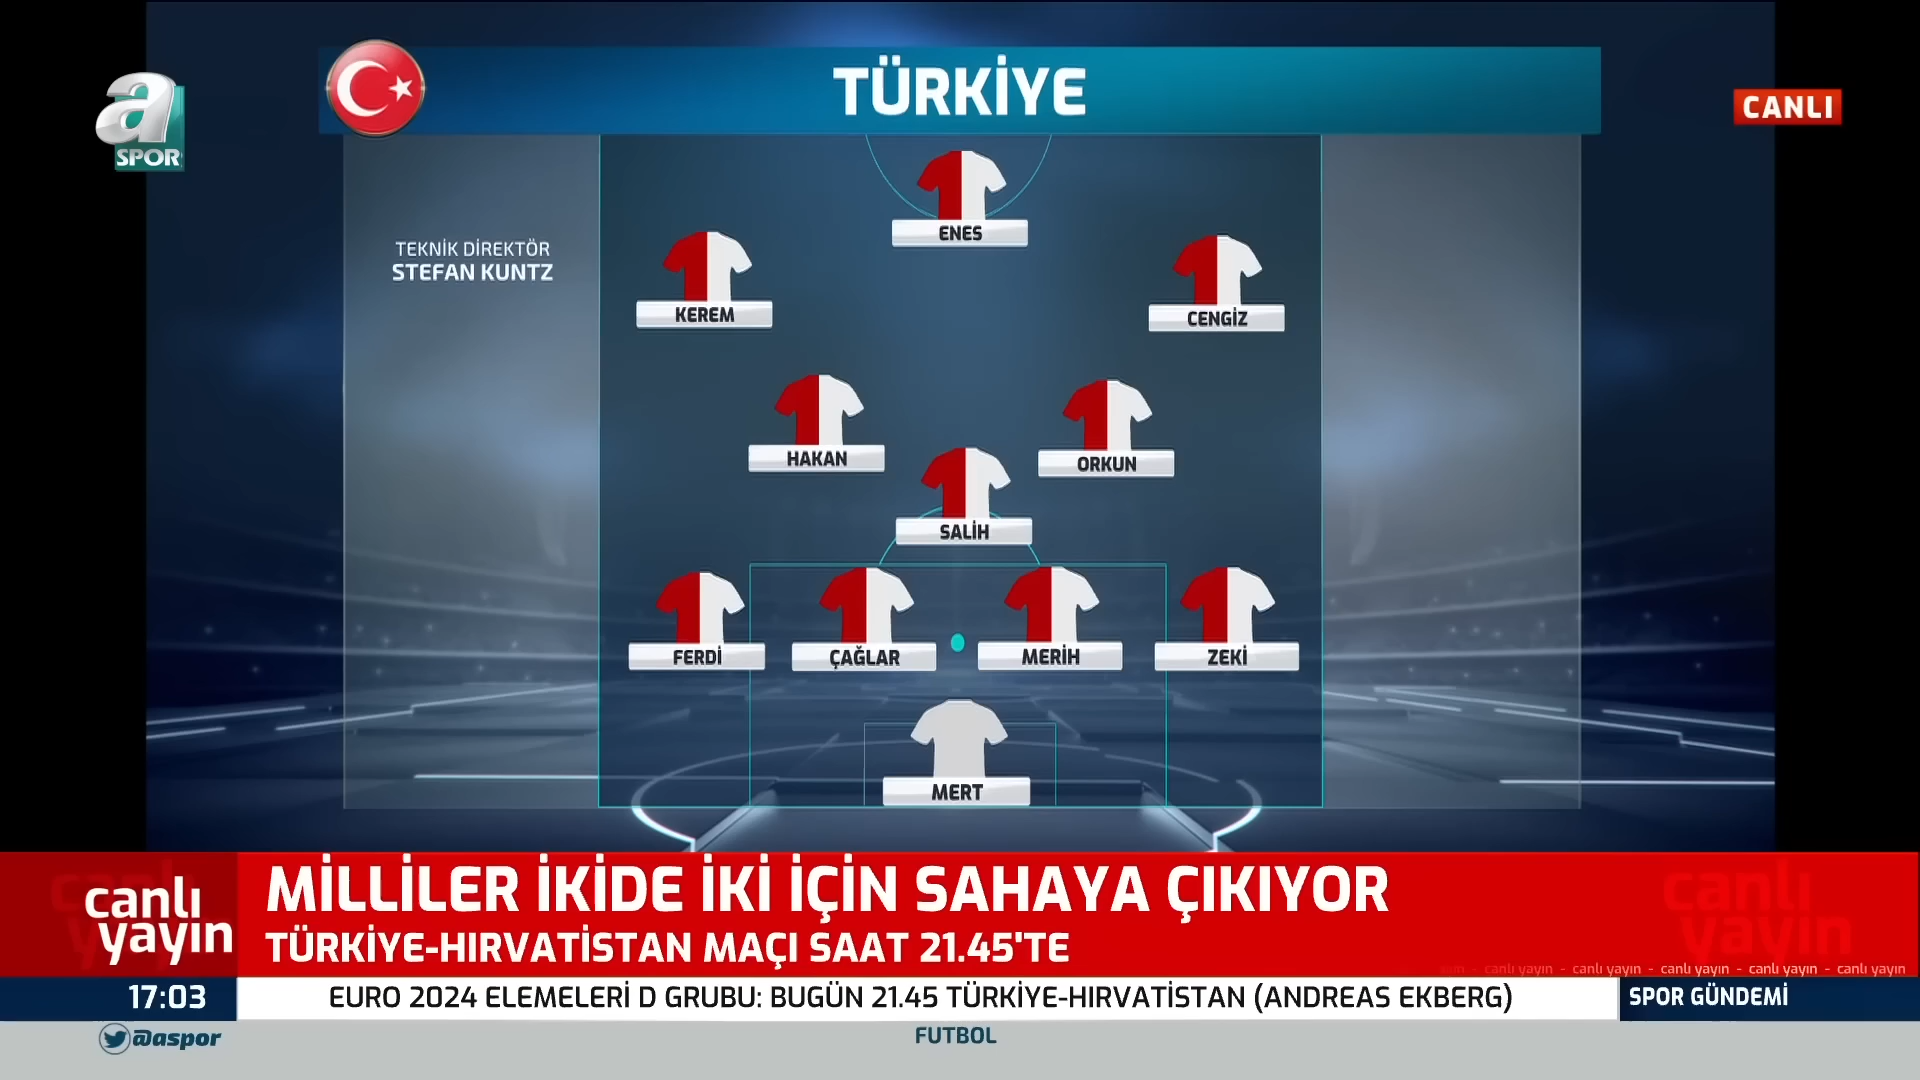 TÜRKİYE
a
SPOR
CANLI
TEKNİK DİREKTÖR
STEFAN KUNTZ
ENES
KEREM
CENGİZ
HAKAN
ORKUN
SALİH
FERDİ
ÇAĞLAR
MERİH
ZEKİ
MERT
canlı
yayın
MİLLİLER İKİDE İKİ İÇİN SAHAYA ÇIKIYOR
TÜRKİYE-HIRVATİSTAN MAÇI SAAT 21.45'TE
canlı
yayın
- canlı yayın - canlı yayın - canlı yayın - canlı yayın - canlı yayın
17:03
EURO 2024 ELEMELERİ D GRUBU: BUGÜN 21.45 TÜRKİYE-HIRVATİSTAN (ANDREAS EKBERG)
SPOR GÜNDEMİ
@aspor
FUTBOL